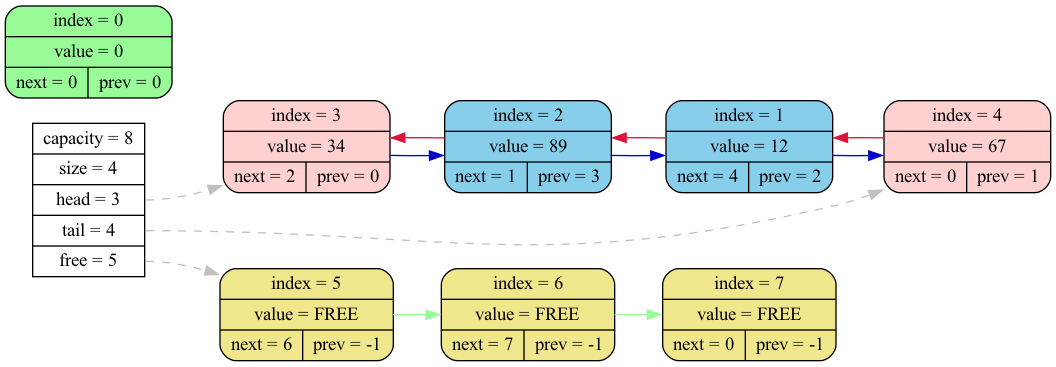 index = 0
value = 0
next = 0 prev = 0
capacity = 8
size = 4
head = 3
tail = 4
free = 5
index = 3
value = 34
next = 2 prev = 0
index = 2
value = 89
next = 1 prev = 3
index = 1
value = 12
next = 4 prev = 2
index = 4
value = 67
next = 0 prev = 1
index = 5
value = FREE
next = 6 prev = -1
index = 6
value = FREE
next = 7 prev = -1
index = 7
value = FREE
next = 0 prev = -1